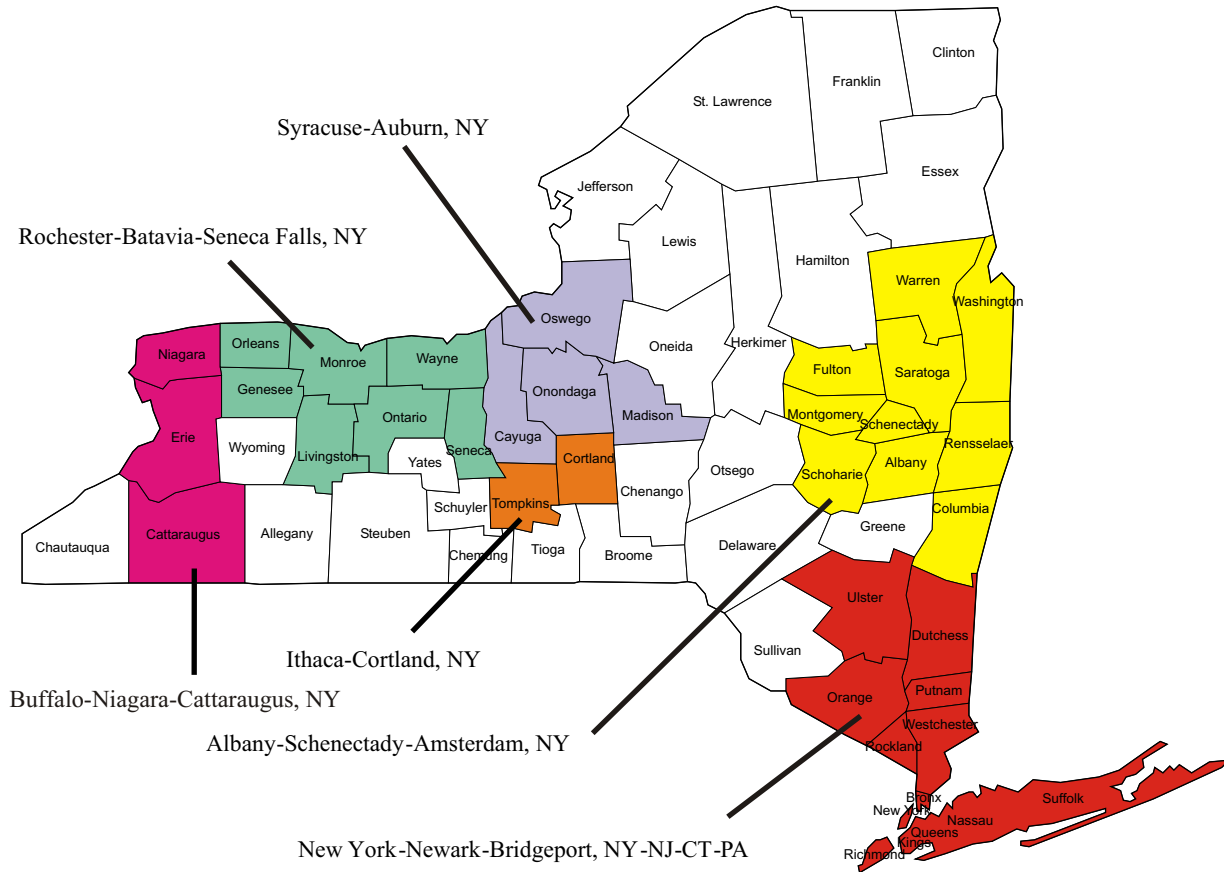 Clinton
Franklin
St. Lawrence
Syracuse-Auburn, NY
Essex
Jefferson
Rochester-Batavia-Seneca Falls, NY
Lewis
Hamilton
Warren
Washington
Oswego
Orleans
Niagara
Monroe
Wayne
Oneida
Herkimer
Fulton
Saratoga
Genesee
Onondaga
Ontario
Madison
Montgomery
Schenectady
Erie
Cayuga
Rensselaer
Wyoming
Livingston
Yates
Seneca
Cortland
Otsego
Schoharie
Albany
Chenango
Tompkins
Schuyler
Columbia
Greene
Chautauqua
Cattaraugus
Allegany
Steuben
Chemung
Tioga
Broome
Delaware
Ulster
Dutchess
Sullivan
Ithaca-Cortland, NY
Buffalo-Niagara-Cattaraugus, NY
Orange
Putnam
Westchester
Albany-Schenectady-Amsterdam, NY
Rockland
Bronx
Suffolk
New York
Nassau
Queens
Kings
Richmond
New York-Newark-Bridgeport, NY-NJ-CT-PA